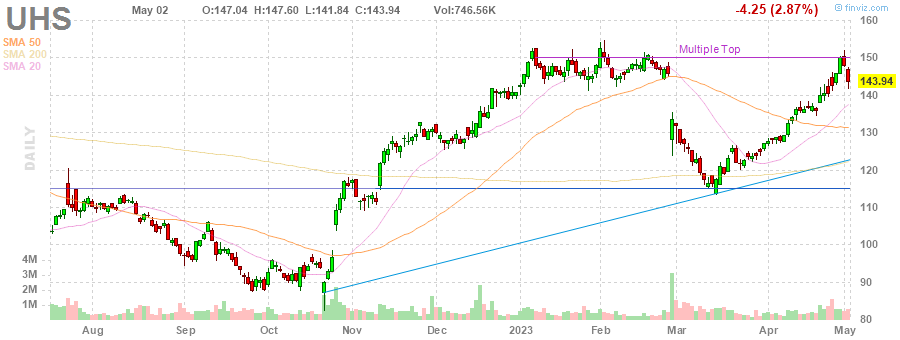 UHS May 02 O:147.04 H:147.60 L:141.84 C:143.94 Vol:746.56K -4.25 (2.87%) finviz.com
SMA 50
SMA 200
SMA 20
DAILY
Multiple Top
160
150
143.94
140
130
120
110
100
90
80
4M
3M
2M
1M
Aug Sep Oct Nov Dec 2023 Feb Mar Apr May